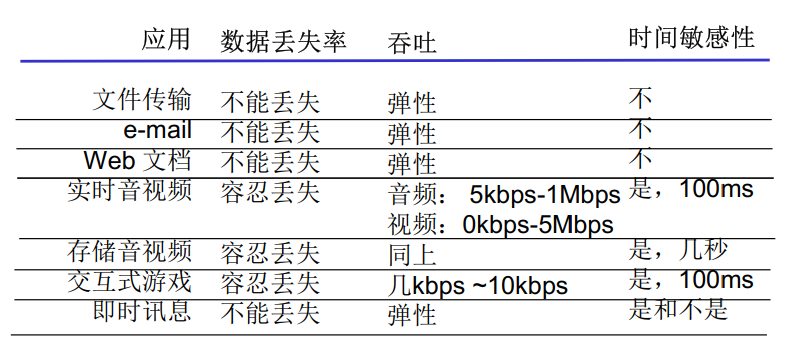 应用 数据丢失率 吞吐 时间敏感性
文件传输 不能丢失 弹性 不
e-mail 不能丢失 弹性 不
Web 文档 不能丢失 弹性 不
实时音视频 容忍丢失 音频： 5kbps-1Mbps 是，100ms
视频：0kbps-5Mbps
存储音视频 容忍丢失 同上 是，几秒
交互式游戏 容忍丢失 几kbps ~10kbps 是，100ms
即时讯息 不能丢失 弹性 是和不是